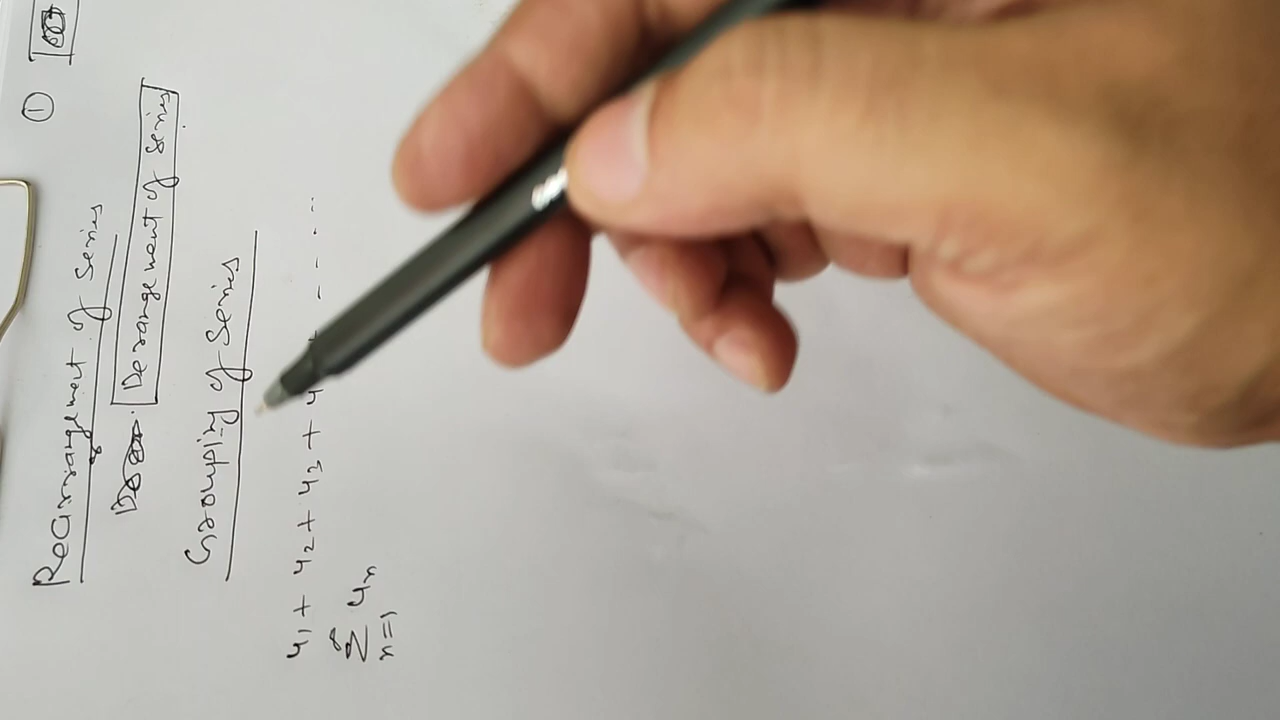 ①
Rearrangement of Series
Derangement of Series
Grouping of Series
u₁ + u₂ + u₃ + u
∞
Σ uₙ
n=1